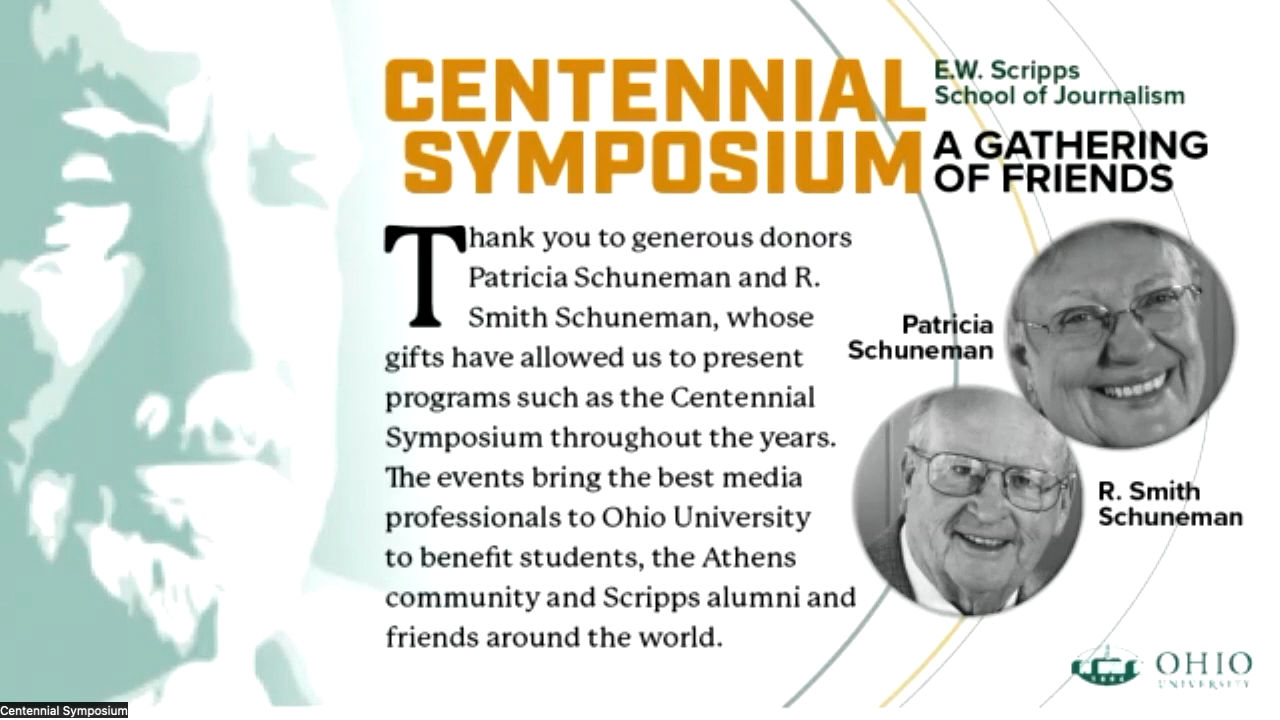 CENTENNIAL
SYMPOSIUM
E.W. Scripps
School of Journalism
A GATHERING
OF FRIENDS
Thank you to generous donors
Patricia Schuneman and R.
Smith Schuneman, whose
gifts have allowed us to present
programs such as the Centennial
Symposium throughout the years.
The events bring the best media
professionals to Ohio University
to benefit students, the Athens
community and Scripps alumni and
friends around the world.
Patricia
Schuneman
R. Smith
Schuneman
OHIO
UNIVERSITY
Centennial Symposium